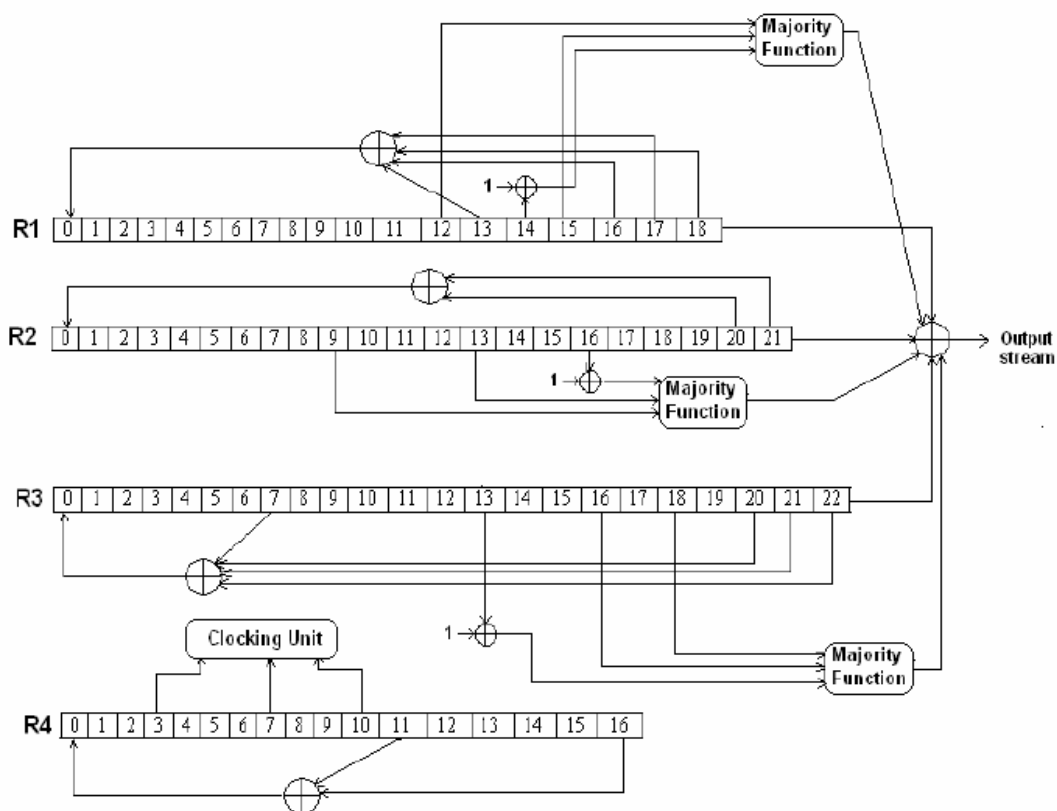 Majority
Function
1
R1 0 1 2 3 4 5 6 7 8 9 10 11 12 13 14 15 16 17 18
R2 0 1 2 3 4 5 6 7 8 9 10 11 12 13 14 15 16 17 18 19 20 21
Output
stream
1
Majority
Function
R3 0 1 2 3 4 5 6 7 8 9 10 11 12 13 14 15 16 17 18 19 20 21 22
1
Clocking Unit
Majority
Function
R4 0 1 2 3 4 5 6 7 8 9 10 11 12 13 14 15 16